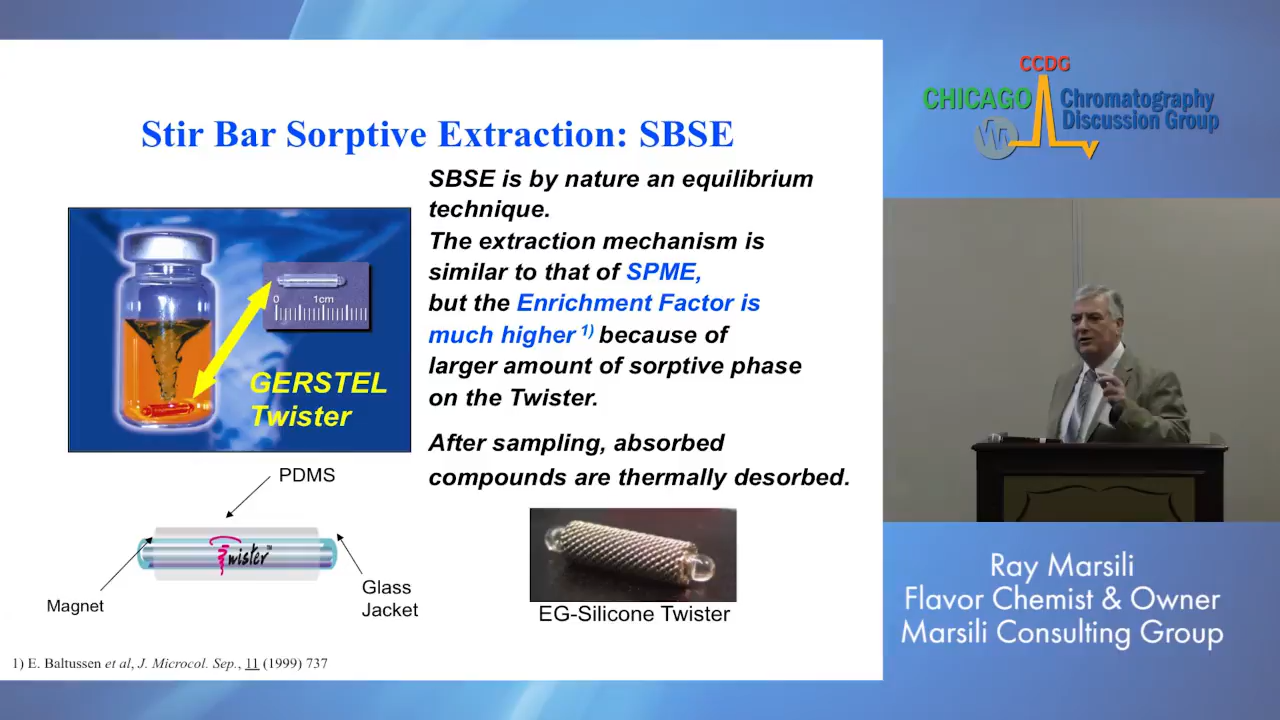 Stir Bar Sorptive Extraction: SBSE
SBSE is by nature an equilibrium
technique.
The extraction mechanism is
similar to that of SPME,
but the Enrichment Factor is
much higher 1) because of
larger amount of sorptive phase
on the Twister.
After sampling, absorbed
compounds are thermally desorbed.
0 1cm
GERSTEL
Twister
PDMS
Twister™
Magnet
Glass
Jacket
EG-Silicone Twister
1) E. Baltussen et al, J. Microcol. Sep., 11 (1999) 737
CCDG
CHICAGO
Chromatography
Discussion Group
Ray Marsili
Flavor Chemist & Owner
Marsili Consulting Group